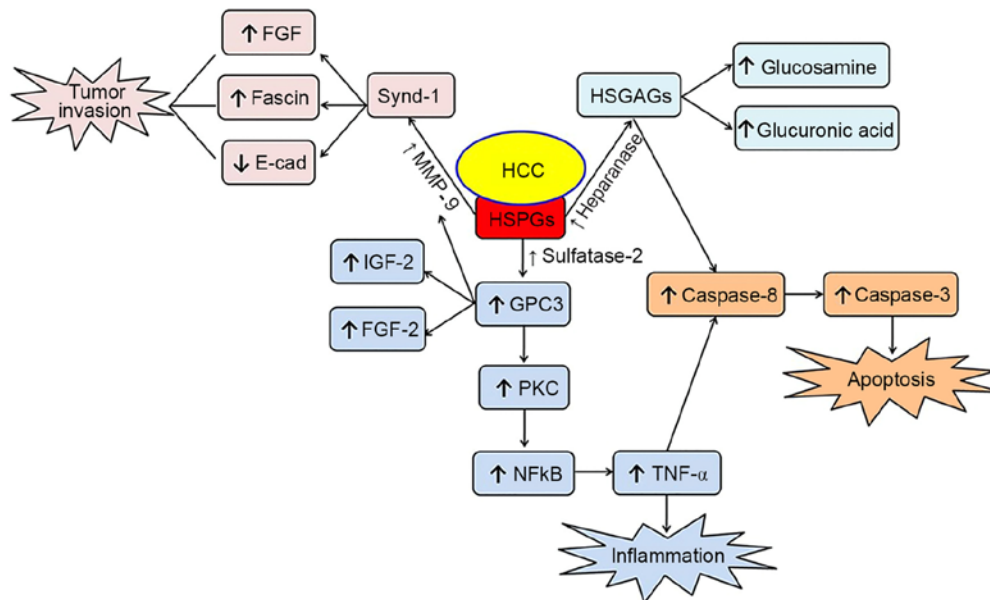 ↑ FGF
Tumor
invasion
↑ Fascin
Synd-1
↓ E-cad
↑ MMP-9
HCC
HSPGs
↑ Heparanase
HSGAGs
↑ Glucosamine
↑ Glucuronic acid
↑ Sulfatase-2
↑ IGF-2
↑ FGF-2
↑ GPC3
↑ PKC
↑ NFkB
↑ TNF-α
Inflammation
↑ Caspase-8
↑ Caspase-3
Apoptosis